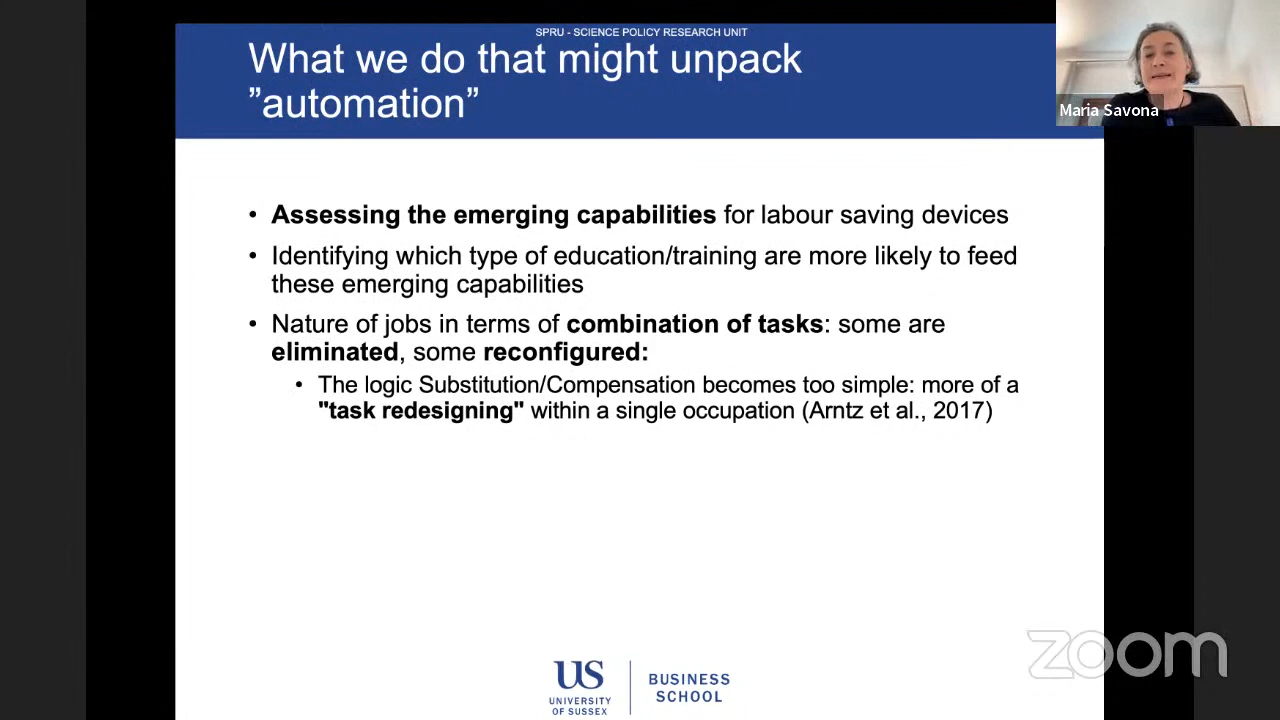 SPRU - SCIENCE POLICY RESEARCH UNIT
What we do that might unpack
”automation”
Maria Savona
• Assessing the emerging capabilities for labour saving devices
• Identifying which type of education/training are more likely to feed
these emerging capabilities
• Nature of jobs in terms of combination of tasks: some are
eliminated, some reconfigured:
• The logic Substitution/Compensation becomes too simple: more of a
"task redesigning" within a single occupation (Arntz et al., 2017)
US
UNIVERSITY
OF SUSSEX
BUSINESS
SCHOOL
zoom